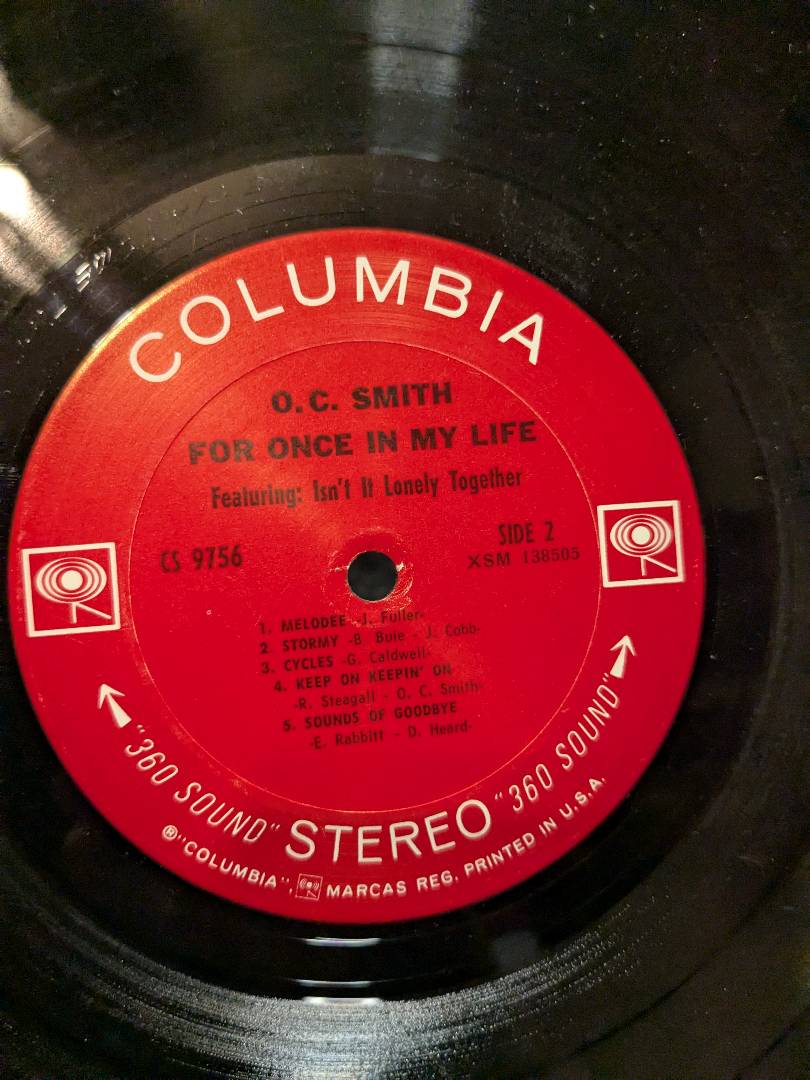 COLUMBIA
O.C. SMITH
FOR ONCE IN MY LIFE
Featuring: Isn't It Lonely Together
CS 9756
SIDE 2
XSM 138505
1. MELODEE -J. Fuller-
2. STORMY -B. Buie - J. Cobb-
3. CYCLES -G. Caldwell-
4. KEEP ON KEEPIN' ON
-R. Steagall - O. C. Smith-
5. SOUNDS OF GOODBYE
-E. Rabbitt - D. Heard-
"360 SOUND" STEREO "360 SOUND"
®"COLUMBIA", MARCAS REG. PRINTED IN U.S.A.